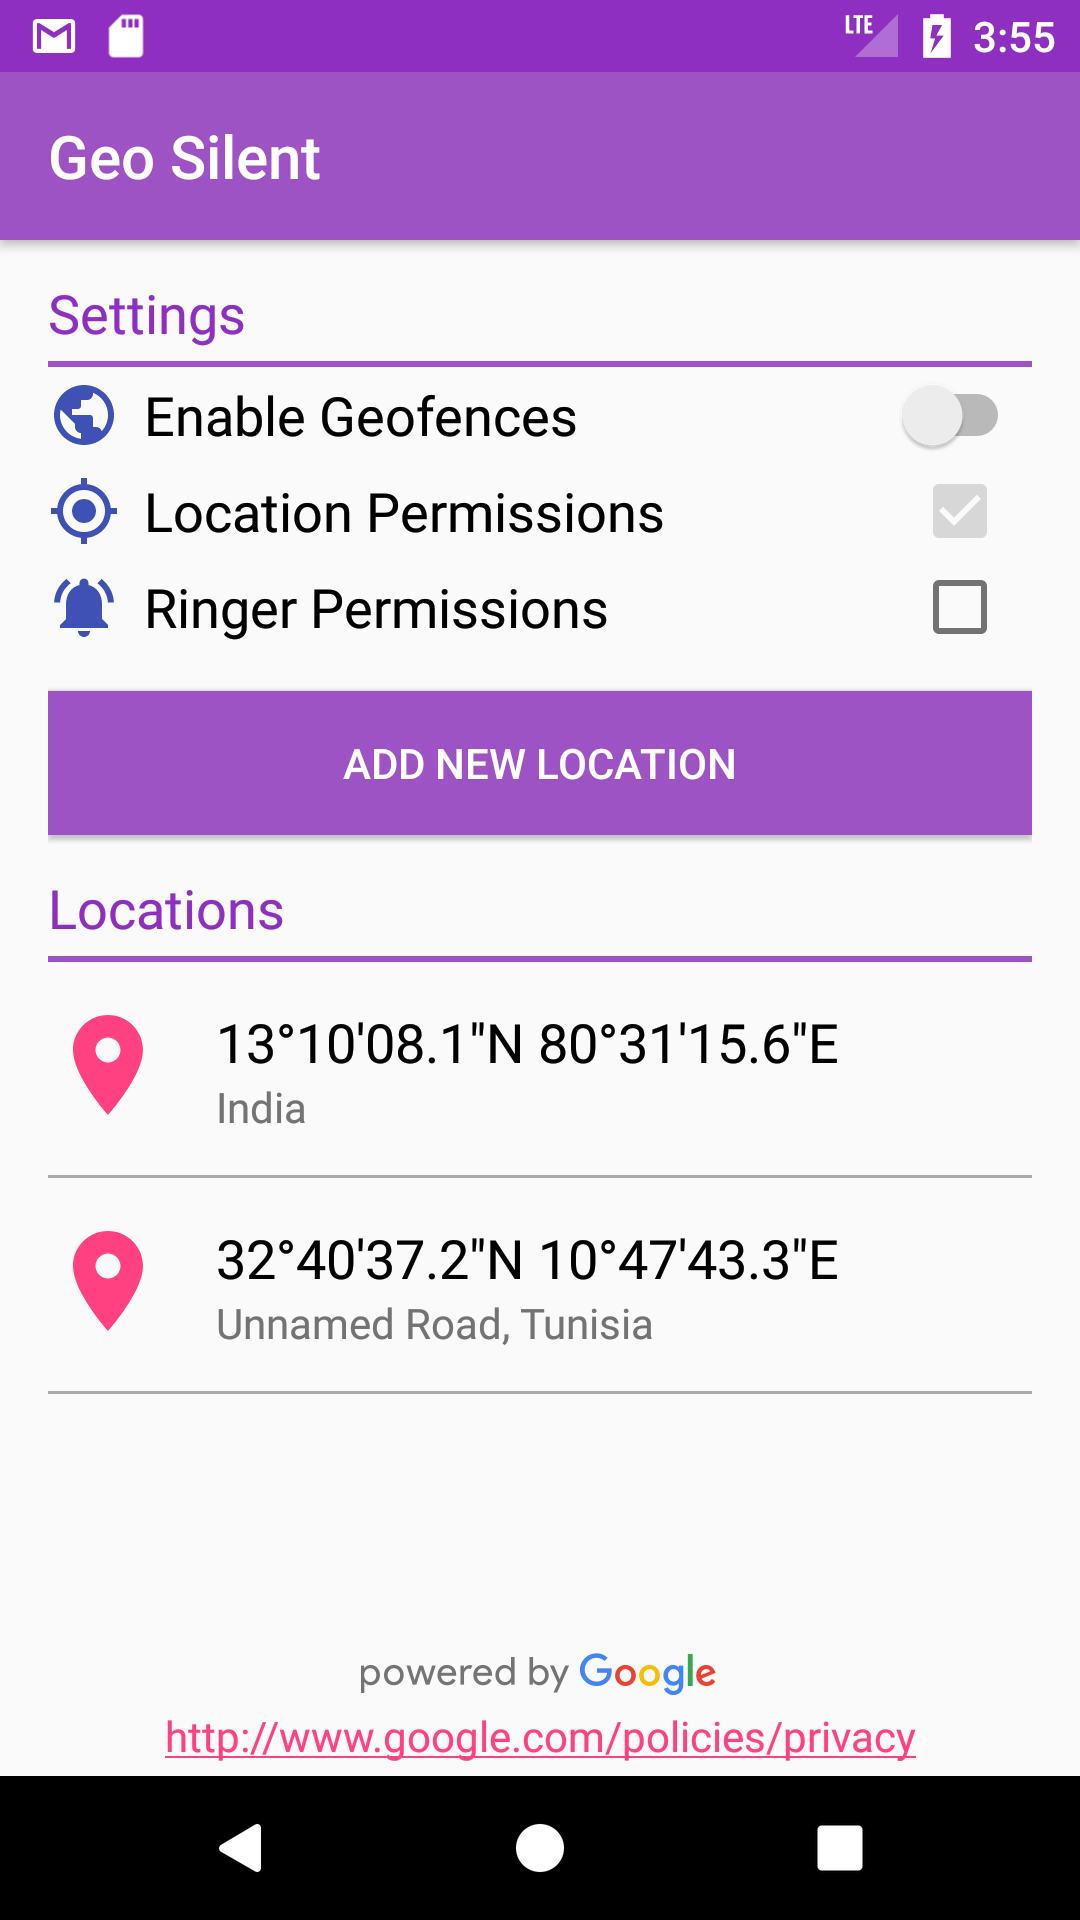 LTE 3:55
Geo Silent
Settings
Enable Geofences
Location Permissions
Ringer Permissions
ADD NEW LOCATION
Locations
13°10'08.1"N 80°31'15.6"E
India
32°40'37.2"N 10°47'43.3"E
Unnamed Road, Tunisia
powered by Google
http://www.google.com/policies/privacy